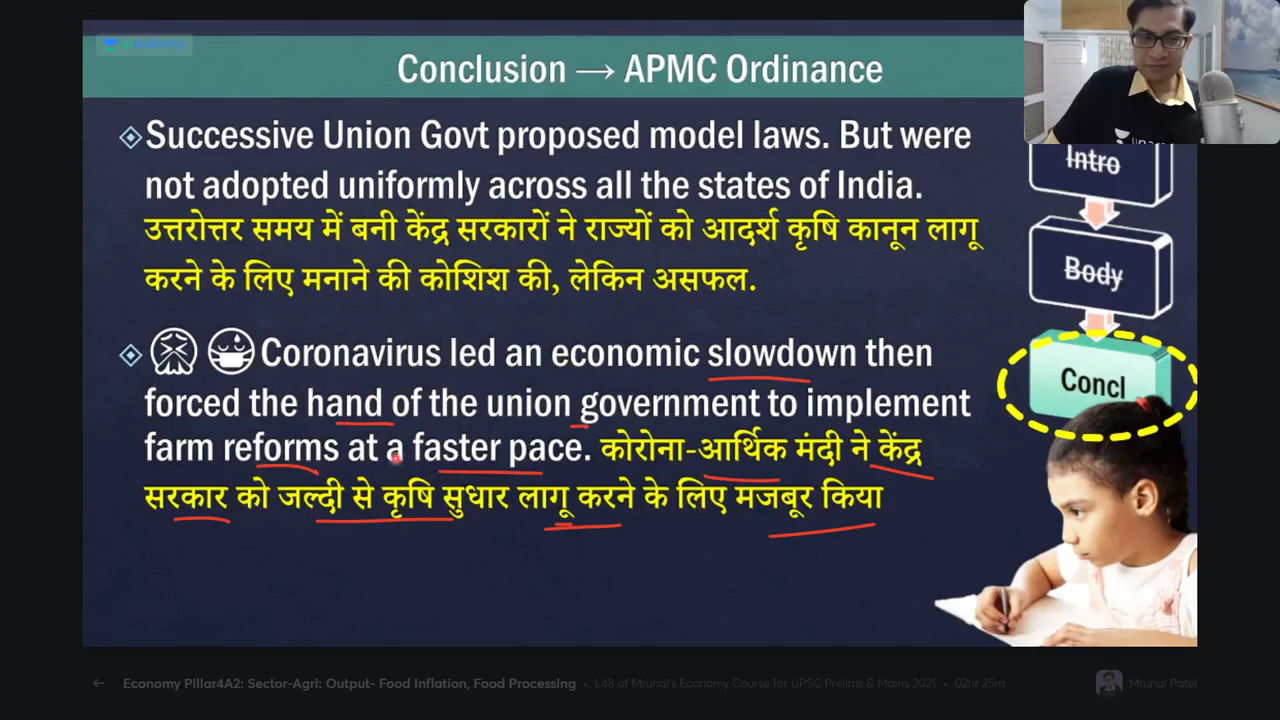 Conclusion → APMC Ordinance
Successive Union Govt proposed model laws. But were
not adopted uniformly across all the states of India.
उत्तरोत्तर समय में बनी केंद्र सरकारों ने राज्यों को आदर्श कृषि कानून लागू
करने के लिए मनाने की कोशिश की, लेकिन असफल.
Coronavirus led an economic slowdown then
forced the hand of the union government to implement
farm reforms at a faster pace. कोरोना-आर्थिक मंदी ने केंद्र
सरकार को जल्दी से कृषि सुधार लागू करने के लिए मजबूर किया
Intro
Body
Concl
← Economy Pillar4A2: Sector-Agri: Output- Food Inflation, Food Processing • L48 of Mrunal's Economy Course for UPSC Prelims & Mains 2021 • 02hr 25m
Mrunal Patel